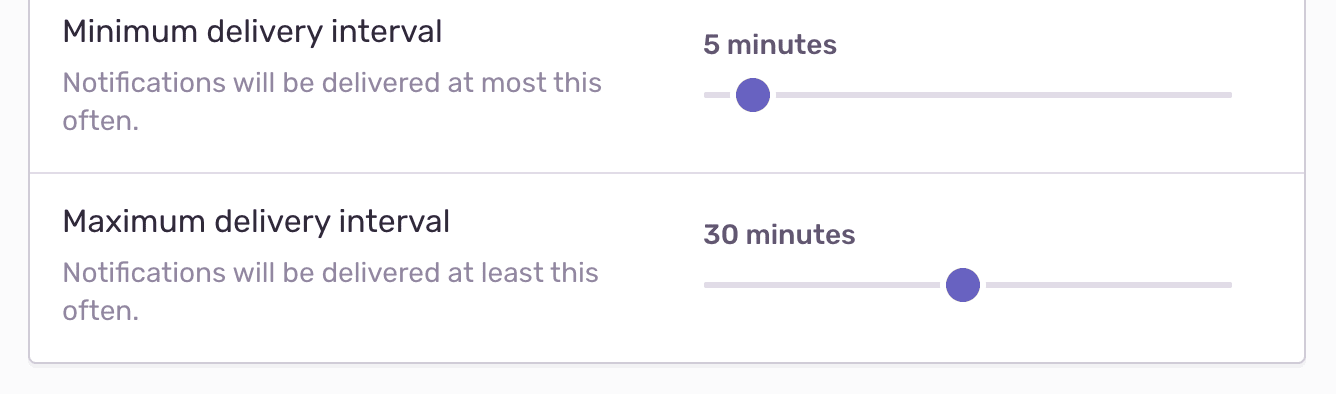 Minimum delivery interval
5 minutes
Notifications will be delivered at most this
often.
Maximum delivery interval
30 minutes
Notifications will be delivered at least this
often.